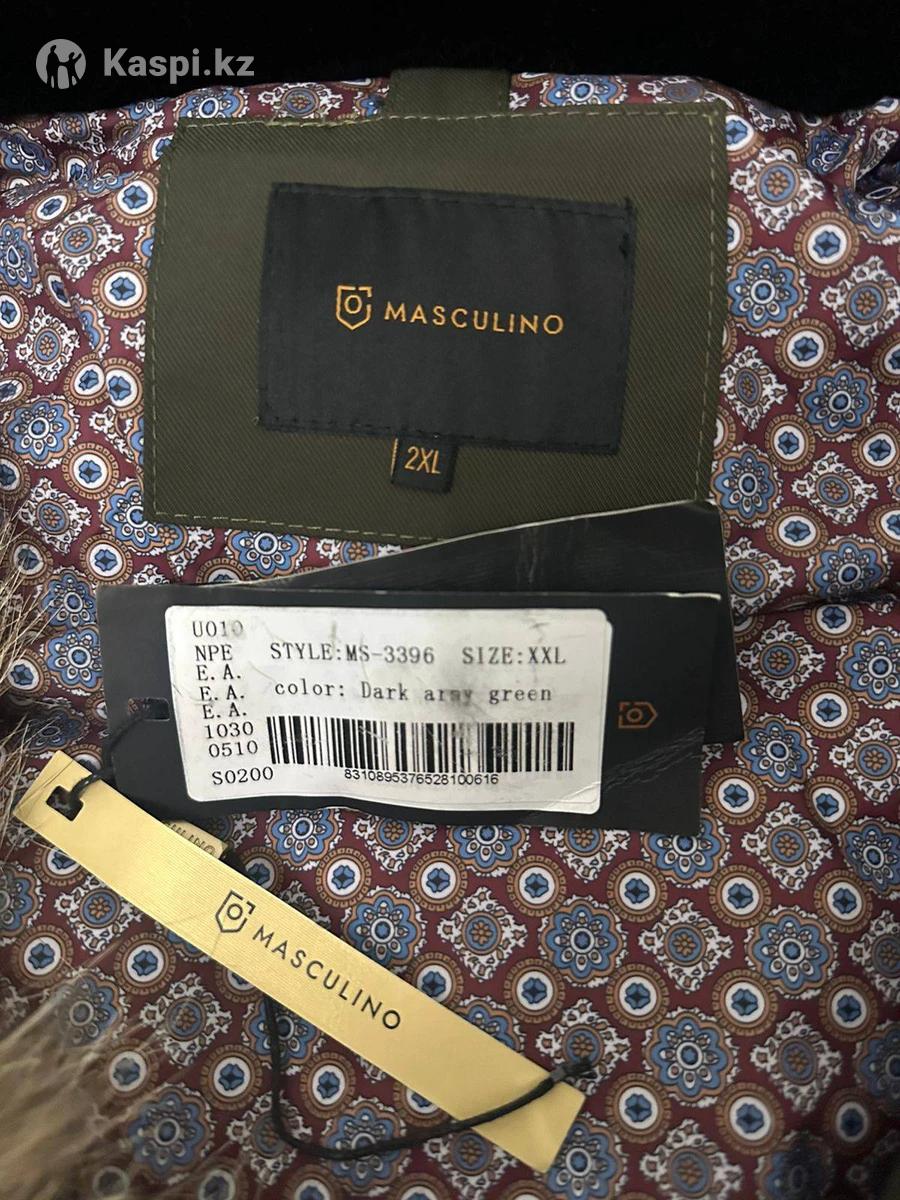 Kaspi.kz
MASCULINO
2XL
U010
NPE
E.A.
E.A.
E.A.
1030
0510
S0200
STYLE:MS-3396 SIZE:XXL
color: Dark army green
8310895376528100616
MASCULINO